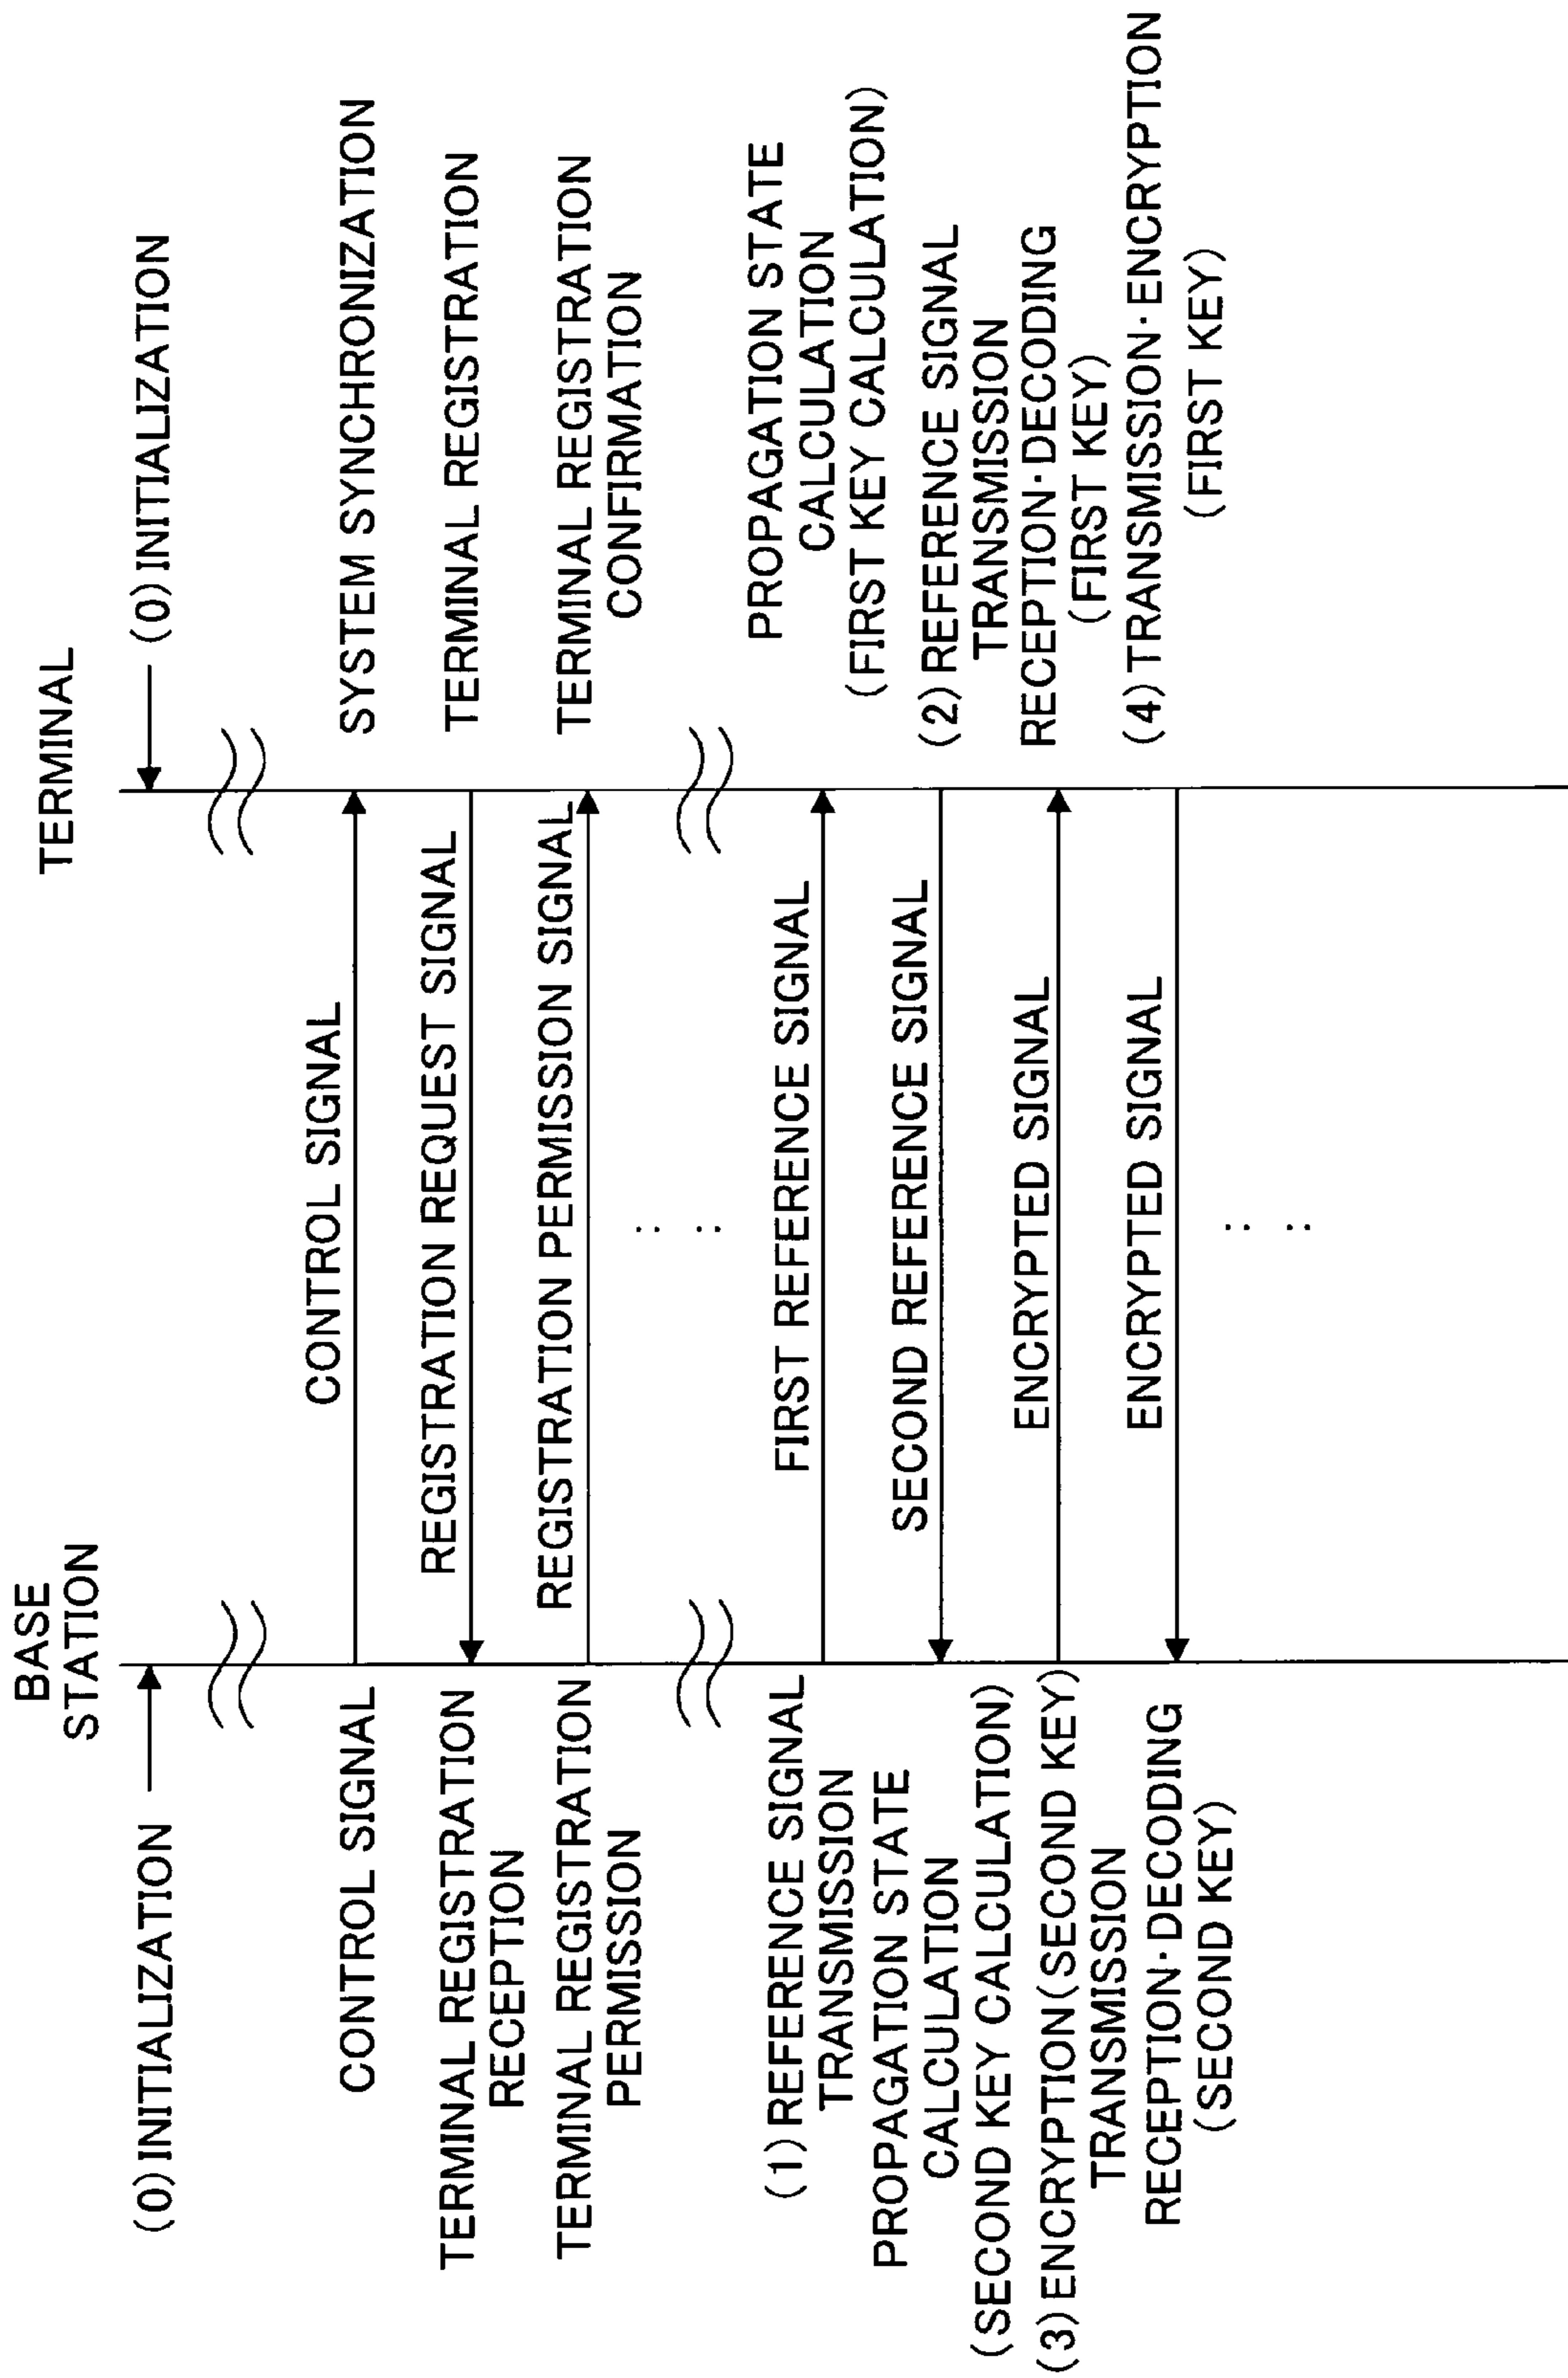 BASE
STATION
TERMINAL
(0) INITIALIZATION
(0) INITIALIZATION
CONTROL SIGNAL
CONTROL SIGNAL
SYSTEM SYNCHRONIZATION
TERMINAL REGISTRATION
RECEPTION
REGISTRATION REQUEST SIGNAL
TERMINAL REGISTRATION
TERMINAL REGISTRATION
PERMISSION
REGISTRATION PERMISSION SIGNAL
TERMINAL REGISTRATION
CONFIRMATION
: :
(1) REFERENCE SIGNAL
TRANSMISSION
FIRST REFERENCE SIGNAL
PROPAGATION STATE
CALCULATION
(FIRST KEY CALCULATION)
PROPAGATION STATE
CALCULATION
(SECOND KEY CALCULATION)
SECOND REFERENCE SIGNAL
(2) REFERENCE SIGNAL
TRANSMISSION
(3) ENCRYPTION(SECOND KEY)
TRANSMISSION
ENCRYPTED SIGNAL
RECEPTION·DECODING
(FIRST KEY)
RECEPTION·DECODING
(SECOND KEY)
ENCRYPTED SIGNAL
(4) TRANSMISSION·ENCRYPTION
(FIRST KEY)
: :